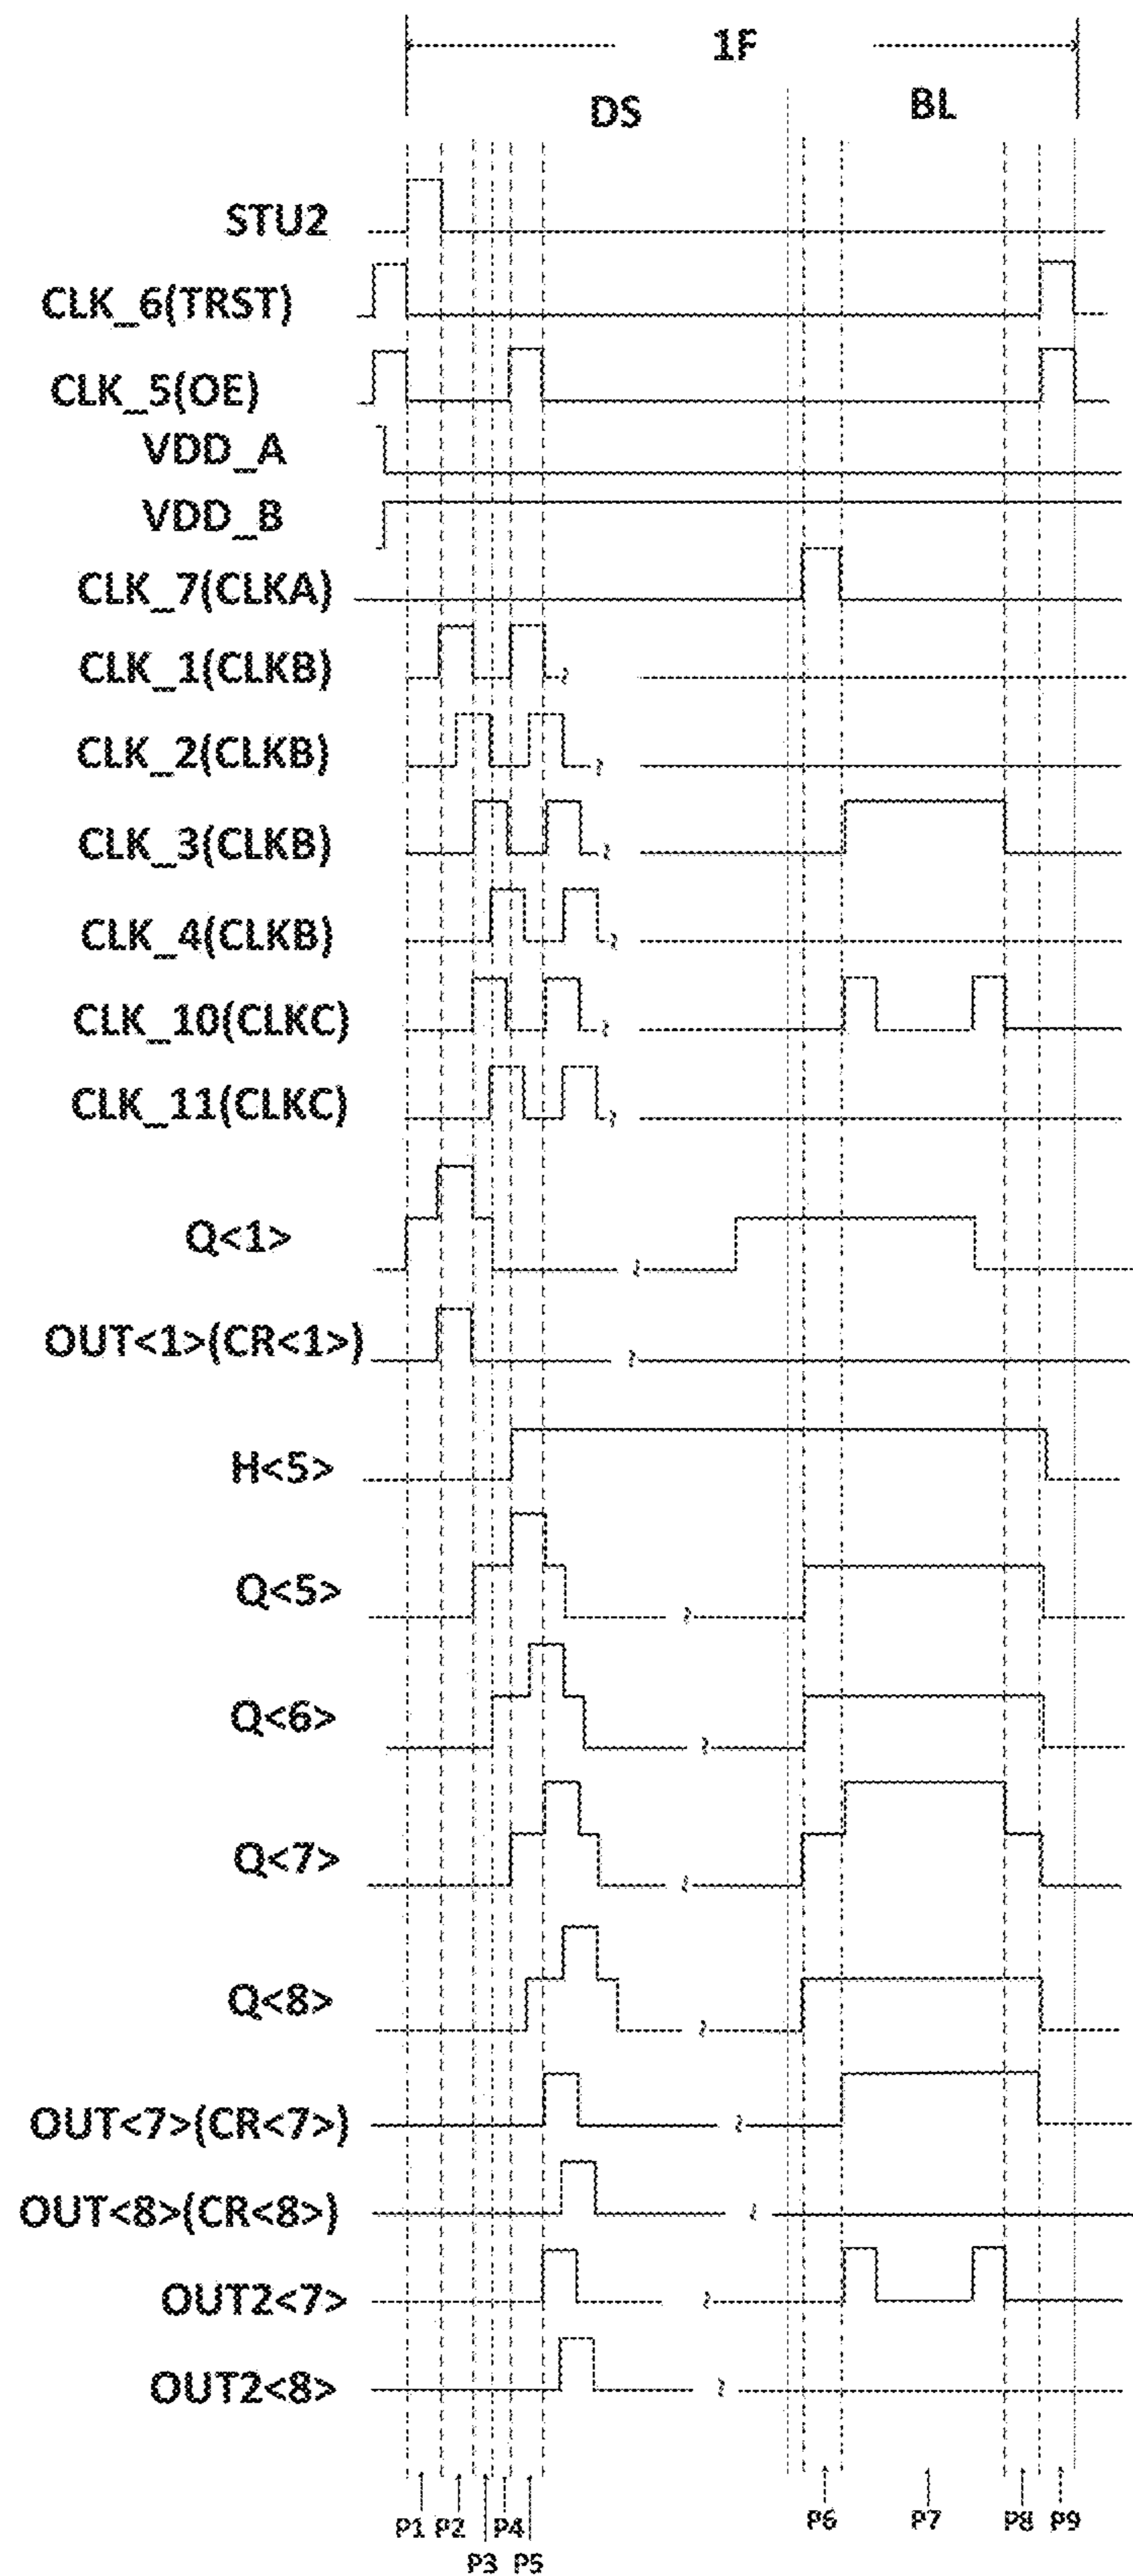 1F
DS BL
STU2
CLK_6(TRST)
CLK_5(OE)
VDD_A
VDD_B
CLK_7(CLKA)
CLK_1(CLKB)
CLK_2(CLKB)
CLK_3(CLKB)
CLK_4(CLKB)
CLK_10(CLKC)
CLK_11(CLKC)
Q<1>
OUT<1>(CR<1>)
H<5>
Q<5>
Q<6>
Q<7>
Q<8>
OUT<7>(CR<7>)
OUT<8>(CR<8>)
OUT2<7>
OUT2<8>
P1 P2 P4 P6 P7 P8 P9
P3 P5